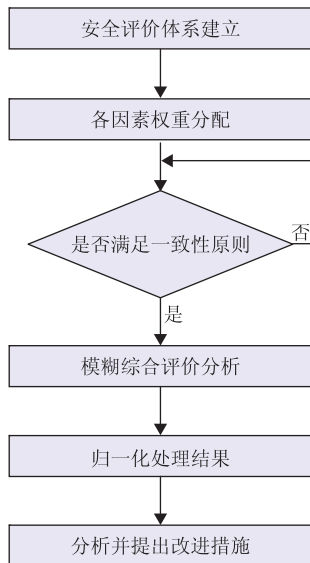 安全评价体系建立
各因素权重分配
是否满足一致性原则
否
是
模糊综合评价分析
归一化处理结果
分析并提出改进措施